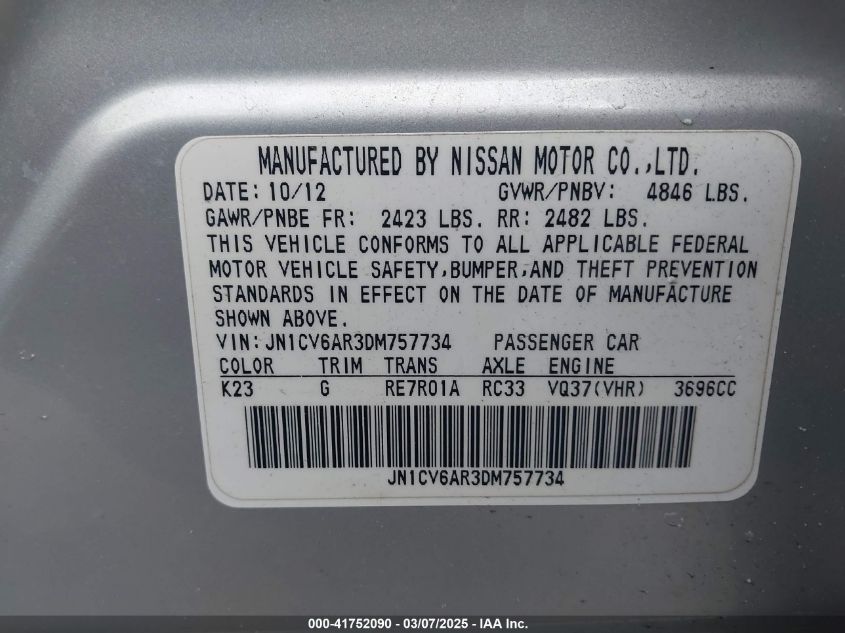 MANUFACTURED BY NISSAN MOTOR CO.,LTD.
DATE: 10/12 GVWR/PNBV: 4846 LBS.
GAWR/PNBE FR: 2423 LBS. RR: 2482 LBS.
THIS VEHICLE CONFORMS TO ALL APPLICABLE FEDERAL
MOTOR VEHICLE SAFETY,BUMPER,AND THEFT PREVENTION
STANDARDS IN EFFECT ON THE DATE OF MANUFACTURE
SHOWN ABOVE.
VIN: JN1CV6AR3DM757734 PASSENGER CAR
COLOR TRIM TRANS AXLE ENGINE
K23 G RE7R01A RC33 VQ37(VHR) 3696CC
JN1CV6AR3DM757734
000-41752090 - 03/07/2025 - IAA Inc.